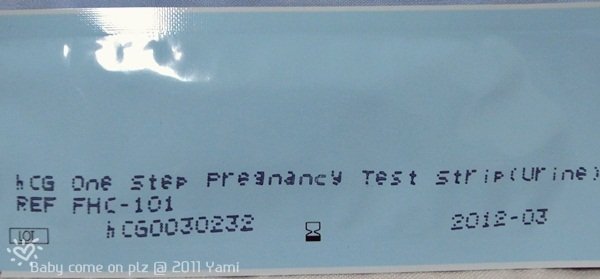 hCG One Step Pregnancy Test Strip(Urine)
REF FHC-101
LOT hCG0030232 2012-03
Baby come on plz @ 2011 Yami